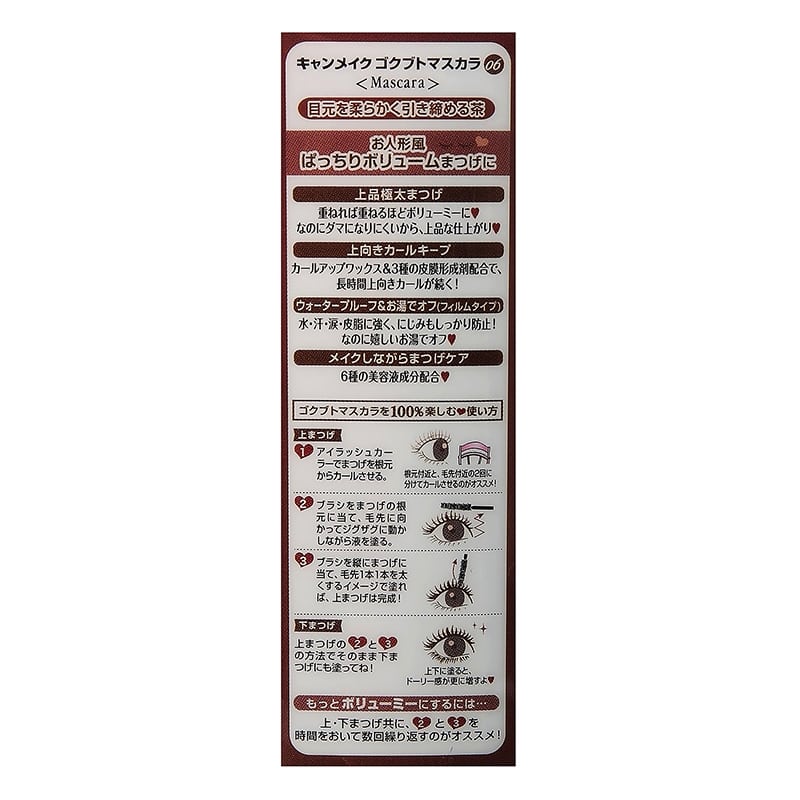 キャンメイク ゴクブトマスカラ 06
＜Mascara＞
目元を柔らかく引き締める茶
お人形風
ぱっちりボリュームまつげに
上品極太まつげ
重ねれば重ねるほどボリューミーに♥
なのにダマになりにくいから、上品な仕上がり♥
上向きカールキープ
カールアップワックス&3種の皮膜形成剤配合で、
長時間上向きカールが続く！
ウォータープルーフ&お湯でオフ(フィルムタイプ)
水・汗・涙・皮脂に強く、にじみもしっかり防止！
なのに嬉しいお湯でオフ♥
メイクしながらまつげケア
6種の美容液成分配合♥
ゴクブトマスカラを100%楽しむ♥使い方
上まつげ
1 アイラッシュカー
ラーでまつげを根元
からカールさせる。
根元付近と、毛先付近の2回に
分けてカールさせるのがオススメ！
2 ブラシをまつげの根
元に当て、毛先に向
かってジグザグに動か
しながら液を塗る。
3 ブラシを縦にまつげに
当て、毛先1本1本を太
くするイメージで塗れ
ば、上まつげは完成！
下まつげ
上まつげの2と3
の方法でそのまま下ま
つげにも塗ってね！
上下に塗ると、
ドーリー感が更に増すよ♥
もっとボリューミーにするには…
上・下まつげ共に、2と3を
時間をおいて数回繰り返すのがオススメ！